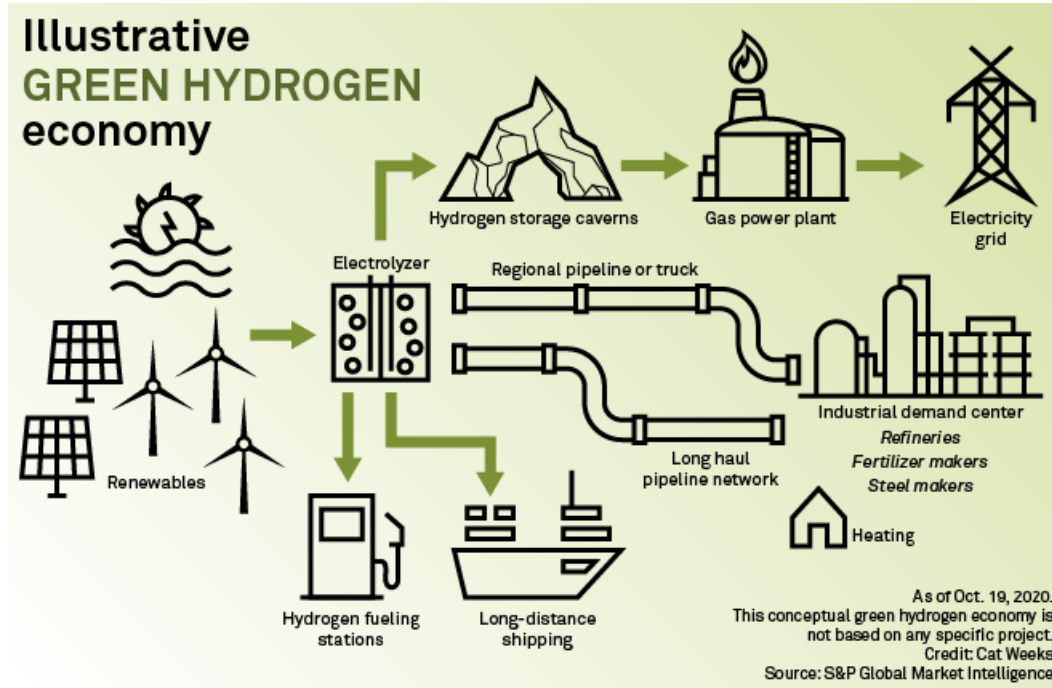 Illustrative
GREEN HYDROGEN
economy
Hydrogen storage caverns
Gas power plant
Electricity
grid
Electrolyzer
Regional pipeline or truck
Renewables
Industrial demand center
Refineries
Fertilizer makers
Steel makers
Long haul
pipeline network
Heating
Hydrogen fueling
stations
Long-distance
shipping
As of Oct. 19, 2020.
This conceptual green hydrogen economy is
not based on any specific project.
Credit: Cat Weeks
Source: S&P Global Market Intelligence